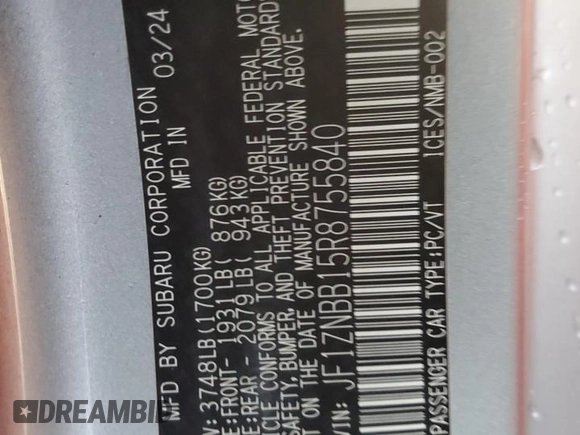 MFD BY SUBARU CORPORATION
MFD IN 03/24
3748LB(1700KG)
FRONT- 1931LB( 876KG)
REAR- 2079LB( 943KG)
CONFORMS TO ALL APPLICABLE FEDERAL
SAFETY, BUMPER, AND THEFT PREVENTION STANDARD
ON THE DATE OF MANUFACTURE SHOWN ABOVE.
VIN: JF1ZNBB15R8755840
PASSENGER CAR TYPE:PC/VT ICES/NMB-002
AUTOBIDMASTER